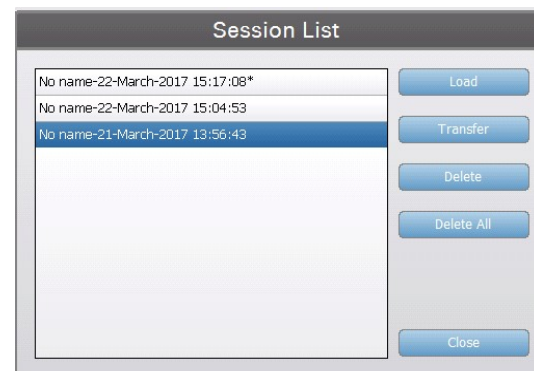 Session List
No name-22-March-2017 15:17:08*
No name-22-March-2017 15:04:53
No name-21-March-2017 13:56:43
Load
Transfer
Delete
Delete All
Close